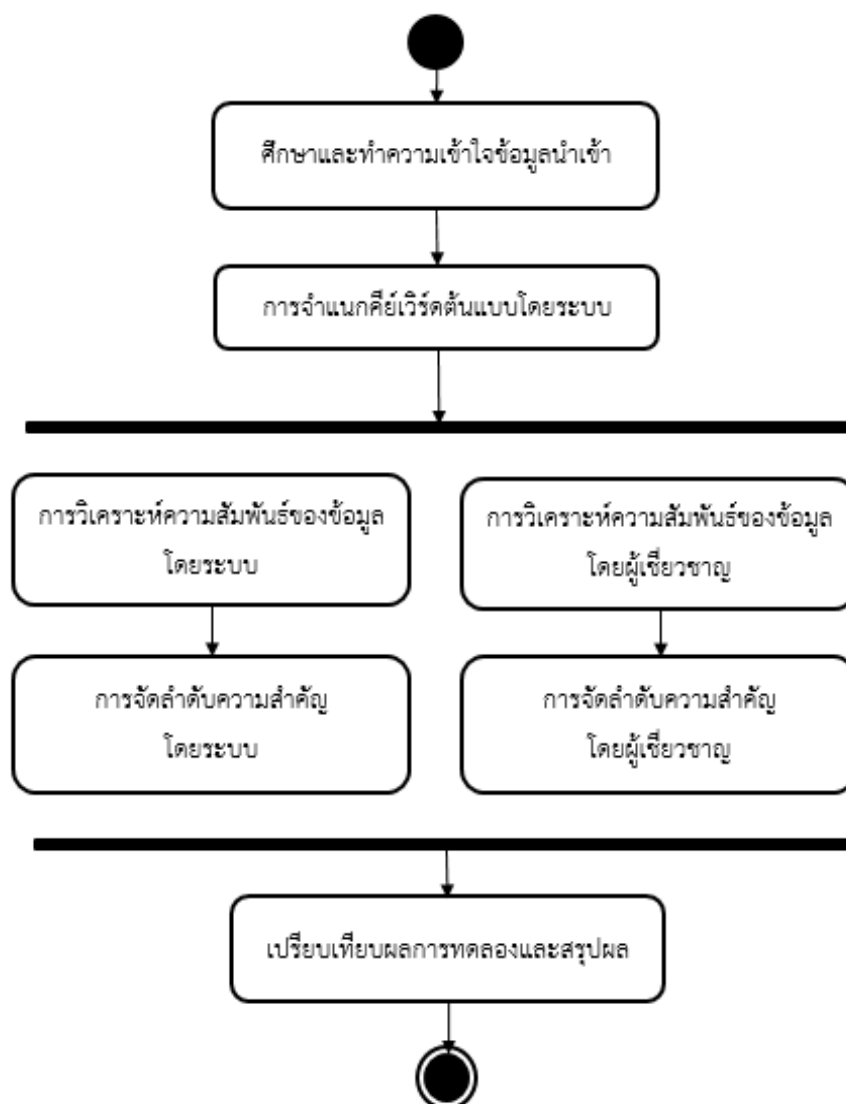 ศึกษาและทำความเข้าใจข้อมูลนำเข้า
การจำแนกคีย์เวิร์ดต้นแบบโดยระบบ
การวิเคราะห์ความสัมพันธ์ของข้อมูล
โดยระบบ
การวิเคราะห์ความสัมพันธ์ของข้อมูล
โดยผู้เชี่ยวชาญ
การจัดลำดับความสำคัญ
โดยระบบ
การจัดลำดับความสำคัญ
โดยผู้เชี่ยวชาญ
เปรียบเทียบผลการทดลองและสรุปผล